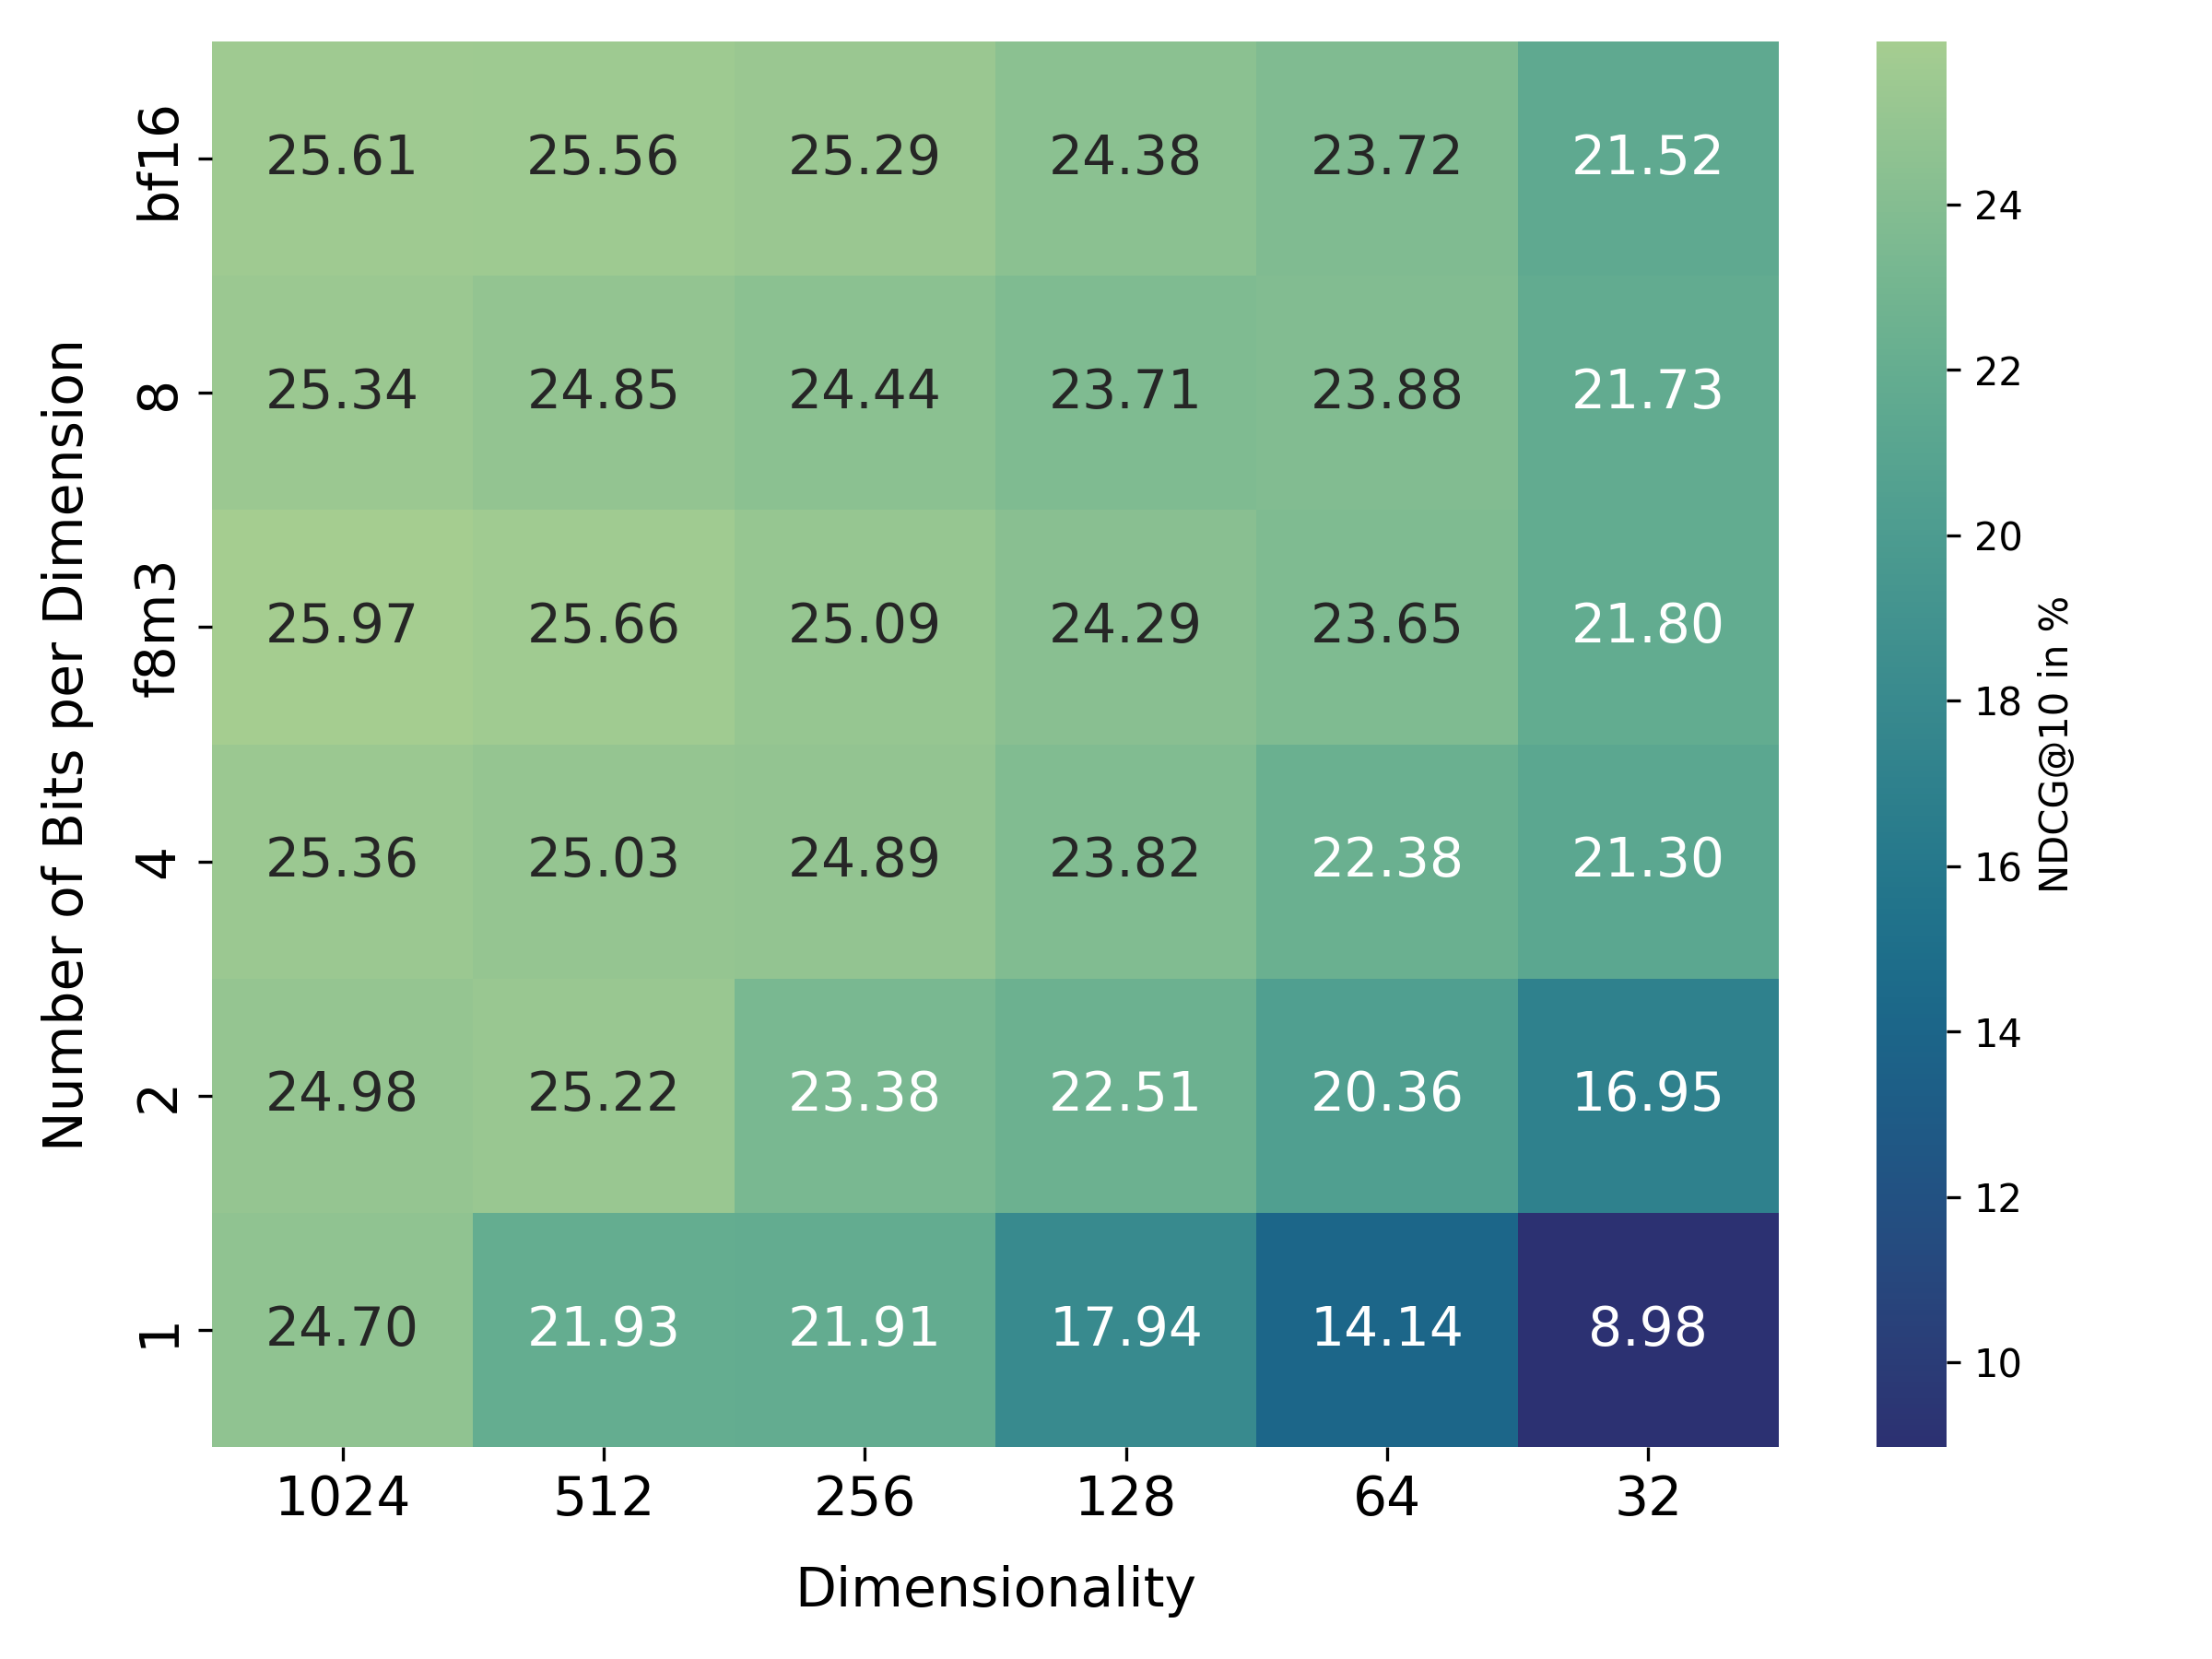 Number of Bits per Dimension
bf16 25.61 25.56 25.29 24.38 23.72 21.52
8 25.34 24.85 24.44 23.71 23.88 21.73
f8m3 25.97 25.66 25.09 24.29 23.65 21.80
4 25.36 25.03 24.89 23.82 22.38 21.30
2 24.98 25.22 23.38 22.51 20.36 16.95
1 24.70 21.93 21.91 17.94 14.14 8.98
1024 512 256 128 64 32
Dimensionality
24
22
20
18
16
14
12
10
NDCG@10 in %